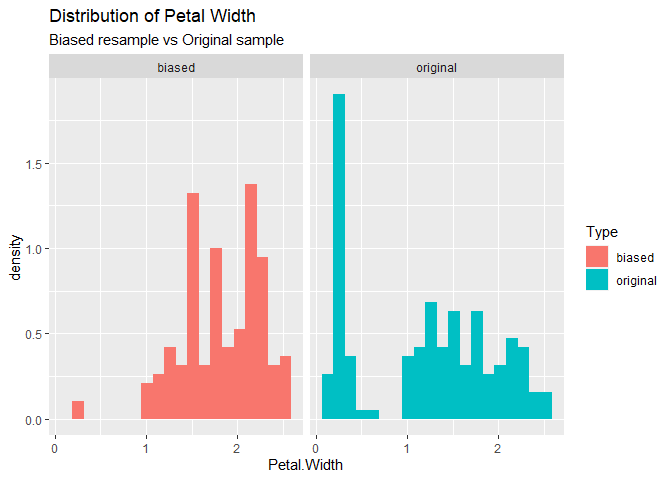 Distribution of Petal Width
Biased resample vs Original sample
biased
original
density
1.5
1.0
0.5
0.0
0
1
2
0
1
2
Petal.Width
Type
biased
original